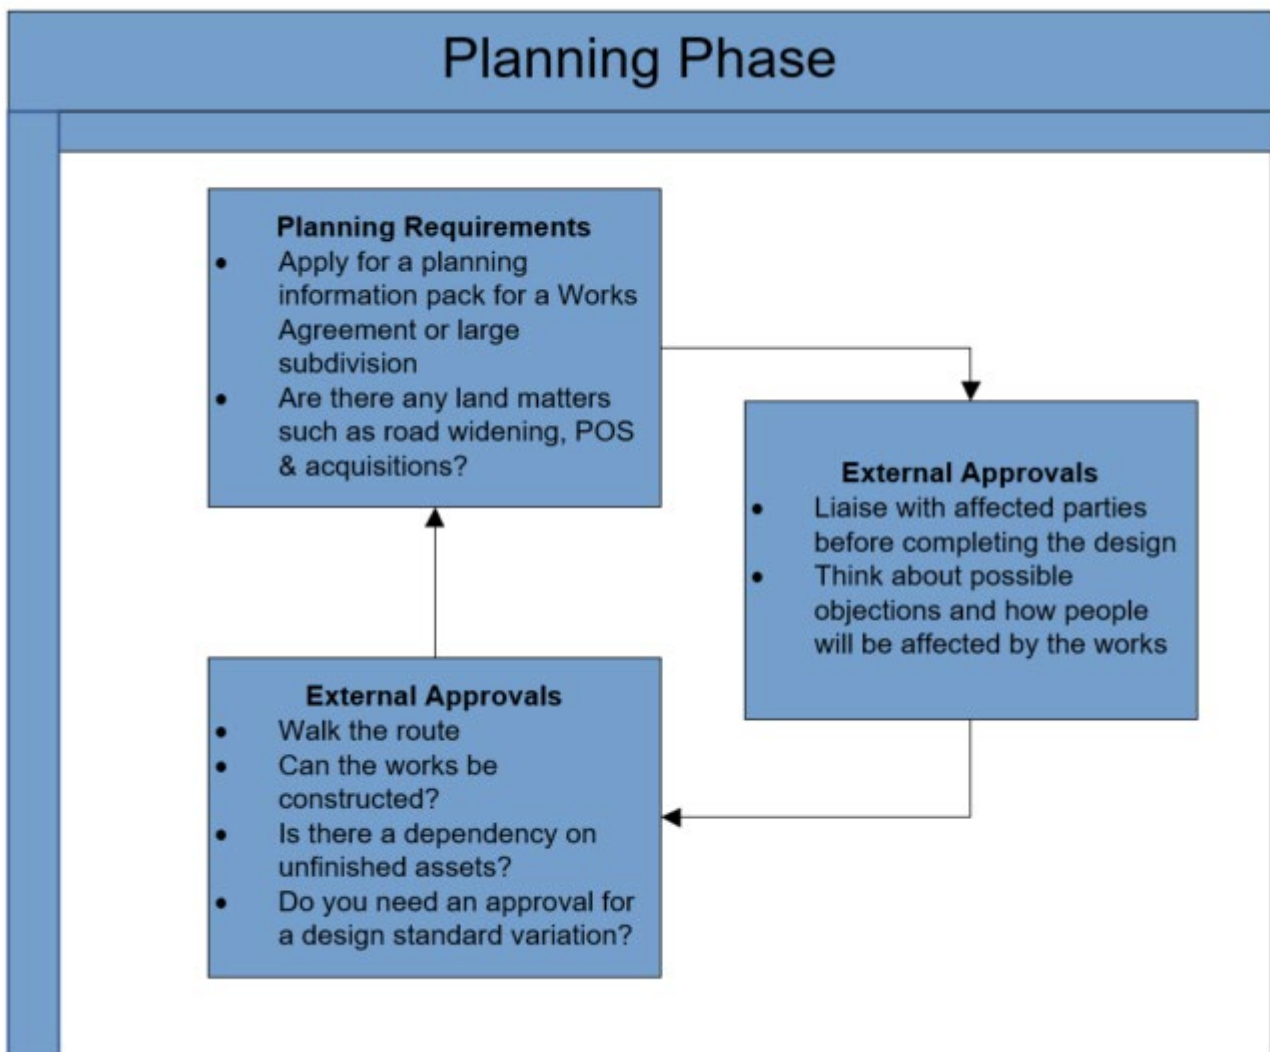 Planning Phase
Planning Requirements
• Apply for a planning
information pack for a Works
Agreement or large
subdivision
• Are there any land matters
such as road widening, POS
& acquisitions?
External Approvals
• Liaise with affected parties
before completing the design
• Think about possible
objections and how people
will be affected by the works
External Approvals
• Walk the route
• Can the works be
constructed?
• Is there a dependency on
unfinished assets?
• Do you need an approval for
a design standard variation?